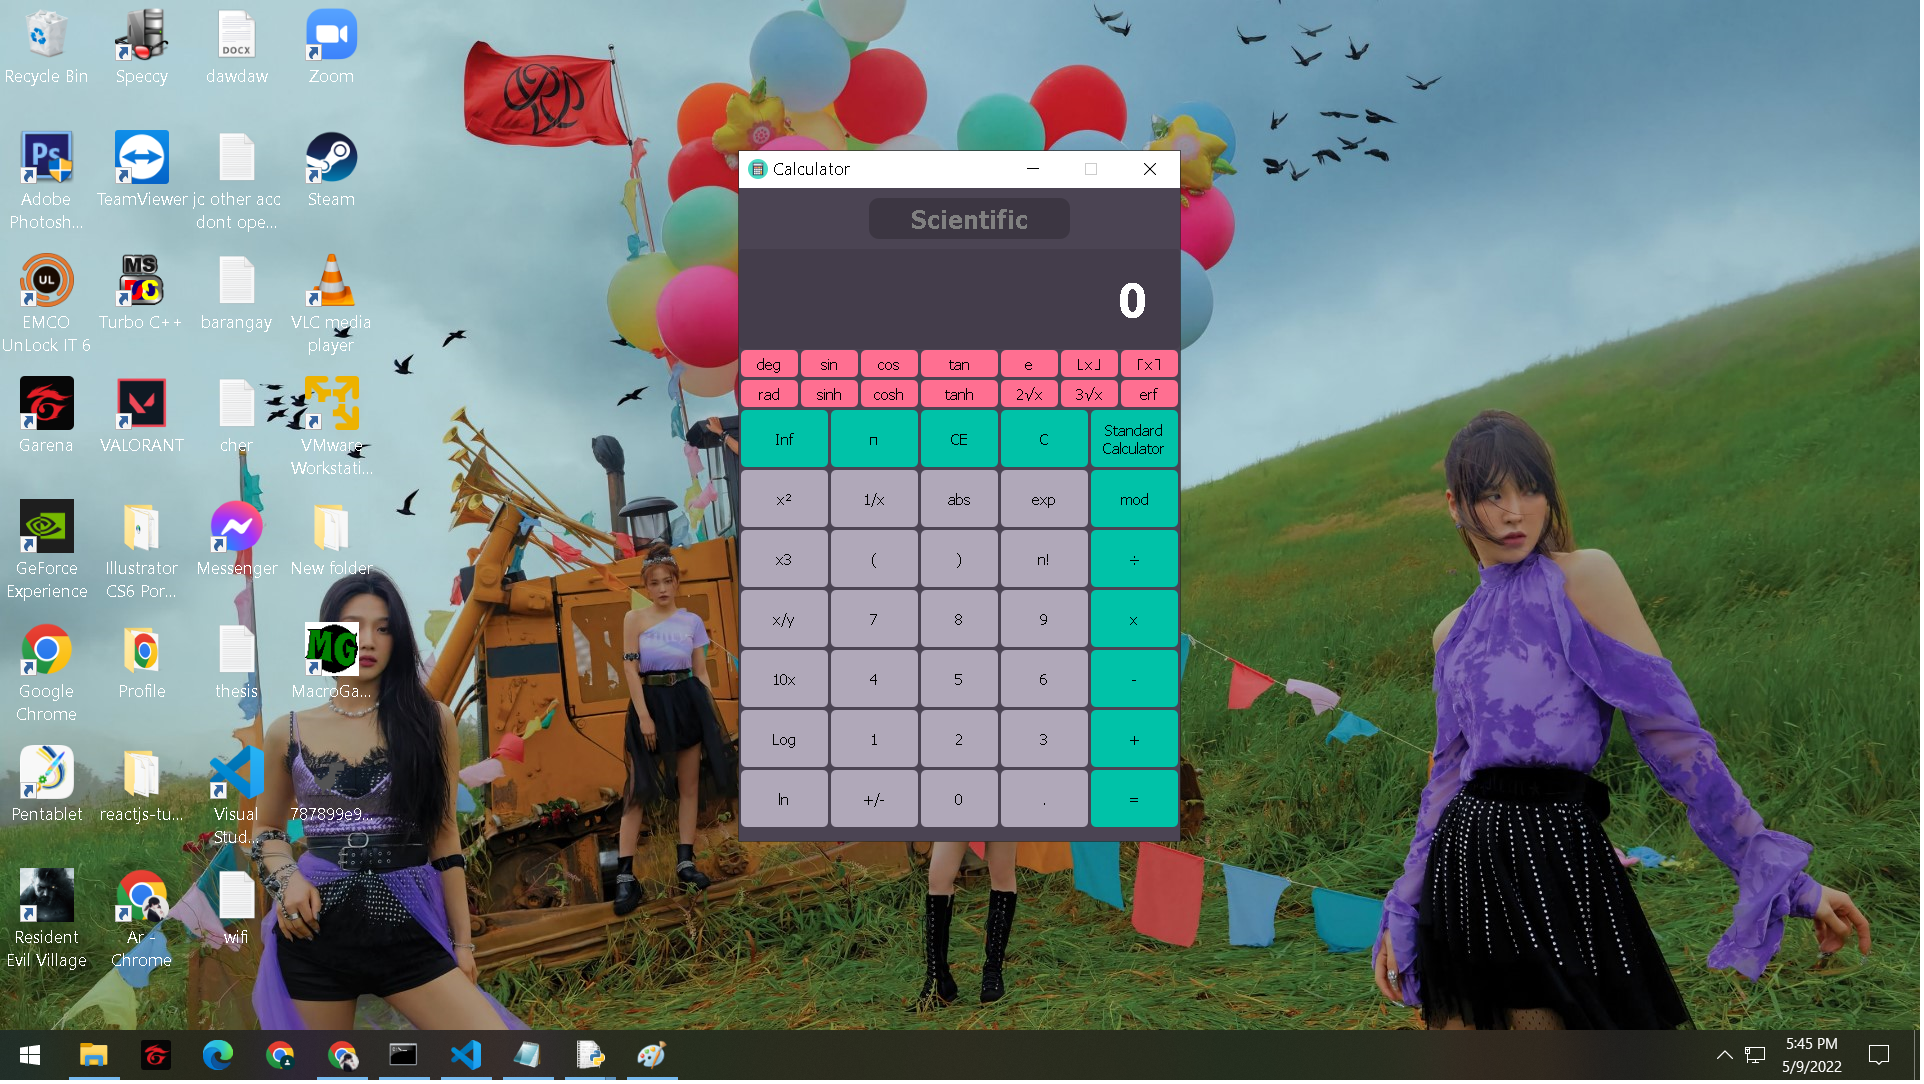 Recycle Bin
Speccy
DOCX
dawdaw
Zoom
Ps
Adobe
Photosh...
TeamViewer
jc other acc
dont ope...
Steam
UL
EMCO
UnLock IT 6
MS
Turbo C++
barangay
VLC media
player
Garena
VALORANT
cher
VMware
Workstati...
GeForce
Experience
Illustrator
CS6 Por...
Messenger
New folder
Google
Chrome
Profile
thesis
MG
MacroGa...
Pentablet
reactjs-tu...
Visual
Stud...
787899e9...
Resident
Evil Village
Ar -
Chrome
wifi
Calculator
Scientific
0
deg sin cos tan e ⌊x⌋ ⌈x⌉
rad sinh cosh tanh 2√x 3√x erf
Inf π CE C Standard
Calculator
x² 1/x abs exp mod
x3 ( ) n! ÷
x/y 7 8 9 x
10x 4 5 6 -
Log 1 2 3 +
ln +/- 0 . =
5:45 PM
5/9/2022